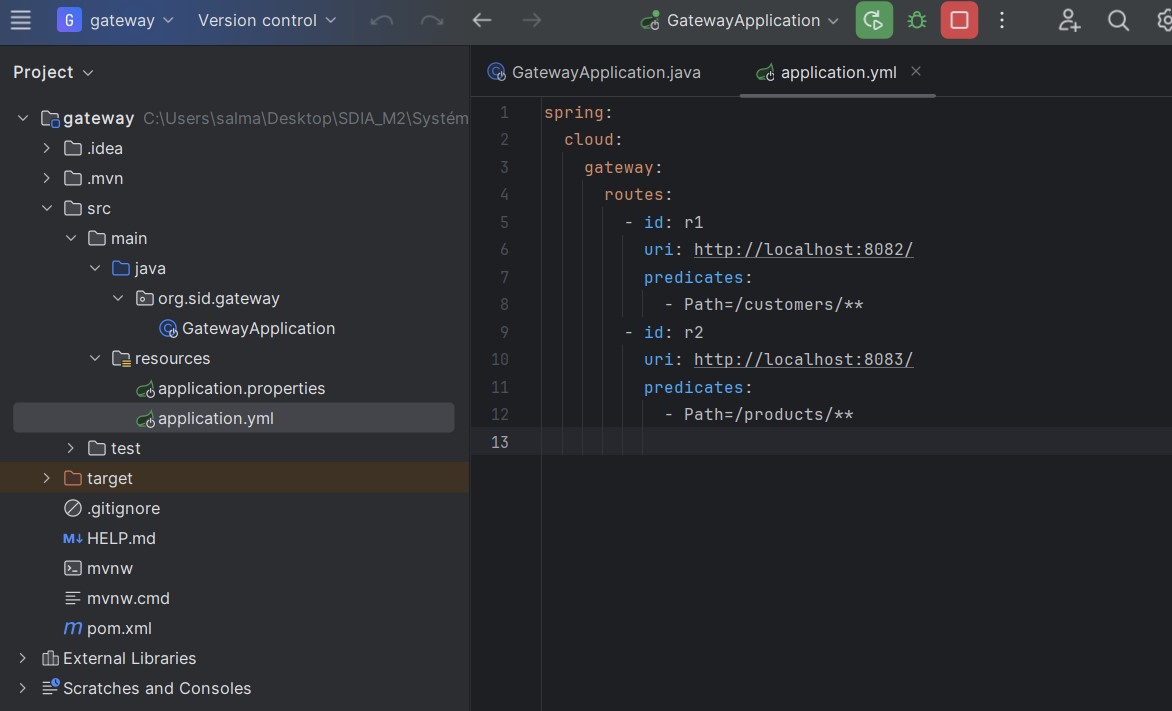 G gateway Version control GatewayApplication
Project
GatewayApplication.java application.yml
gateway C:\Users\salma\Desktop\SDIA_M2\Systém
.idea
.mvn
src
main
java
org.sid.gateway
GatewayApplication
resources
application.properties
application.yml
test
target
.gitignore
HELP.md
mvnw
mvnw.cmd
pom.xml
External Libraries
Scratches and Consoles
1 spring:
2 cloud:
3 gateway:
4 routes:
5 - id: r1
6 uri: http://localhost:8082/
7 predicates:
8 - Path=/customers/**
9 - id: r2
10 uri: http://localhost:8083/
11 predicates:
12 - Path=/products/**
13